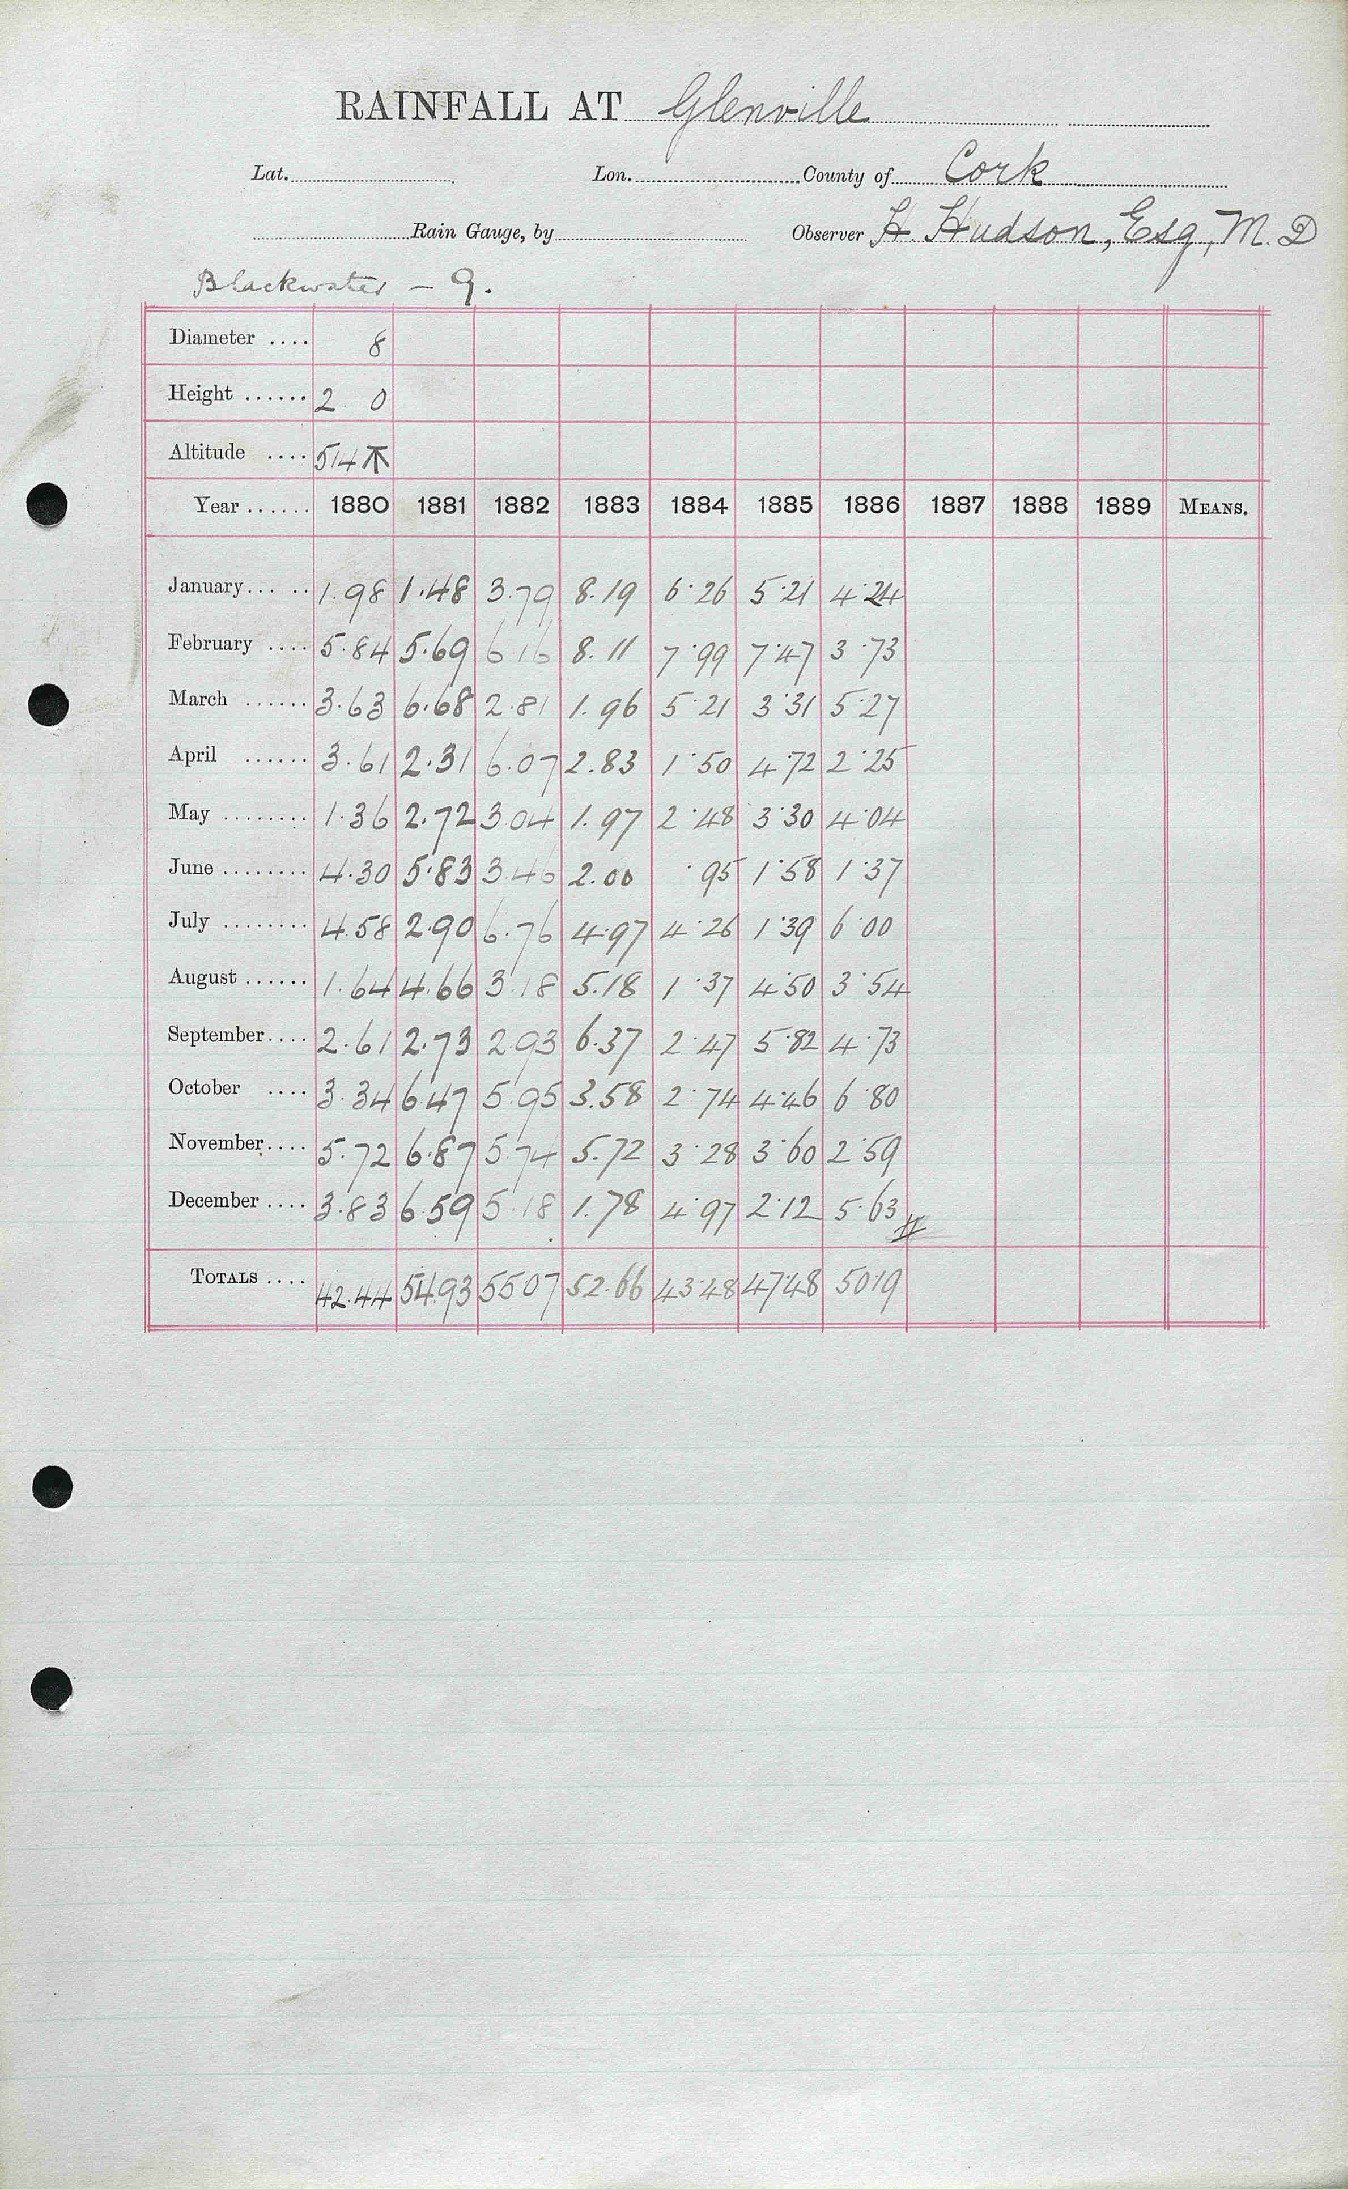 RAINFALL AT Glenville
Lat. Lon. County of Cork
Rain Gauge, by Observer H Hudson, Esq, M.D
Blackwater - 9.
Diameter .... 8
Height ...... 2 0
Altitude .... 514
Year ...... 1880 1881 1882 1883 1884 1885 1886 1887 1888 1889 MEANS.
January... .. 1.98 1.48 3.79 8.19 6.26 5.21 4.24
February .... 5.84 5.69 6.16 8.11 7.99 7.47 3.73
March ...... 3.63 6.68 2.81 1.96 5.21 3.31 5.27
April ...... 3.61 2.31 6.07 2.83 1.50 4.72 2.25
May ........ 1.36 2.72 3.04 1.97 2.48 3.30 4.04
June ........ 4.30 5.83 3.46 2.00 .95 1.58 1.37
July ........ 4.58 2.90 6.76 4.97 4.26 1.39 6.00
August ...... 1.64 4.66 3.18 5.18 1.37 4.50 3.54
September.... 2.61 2.73 2.93 6.37 2.47 5.82 4.73
October .... 3.34 6.47 5.95 3.58 2.74 4.46 6.80
November.... 5.72 6.87 5.74 5.72 3.28 3.60 2.59
December .... 3.83 6.59 5.18 1.78 4.97 2.12 5.63
TOTALS .... 42.44 54.93 55 07 52.66 43.48 47.48 50.19